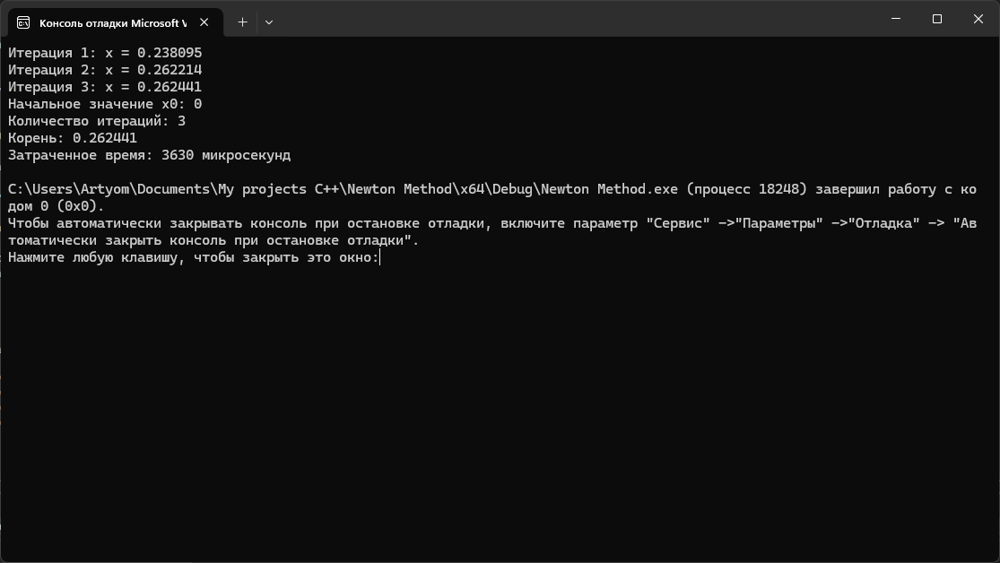 Консоль отладки Microsoft V
Итерация 1: x = 0.238095
Итерация 2: x = 0.262214
Итерация 3: x = 0.262441
Начальное значение x0: 0
Количество итераций: 3
Корень: 0.262441
Затраченное время: 3630 микросекунд
C:\Users\Artyom\Documents\My projects C++\Newton Method\x64\Debug\Newton Method.exe (процесс 18248) завершил работу с ко
дом 0 (0x0).
Чтобы автоматически закрывать консоль при остановке отладки, включите параметр "Сервис" ->"Параметры" ->"Отладка" -> "Ав
томатически закрыть консоль при остановке отладки".
Нажмите любую клавишу, чтобы закрыть это окно: